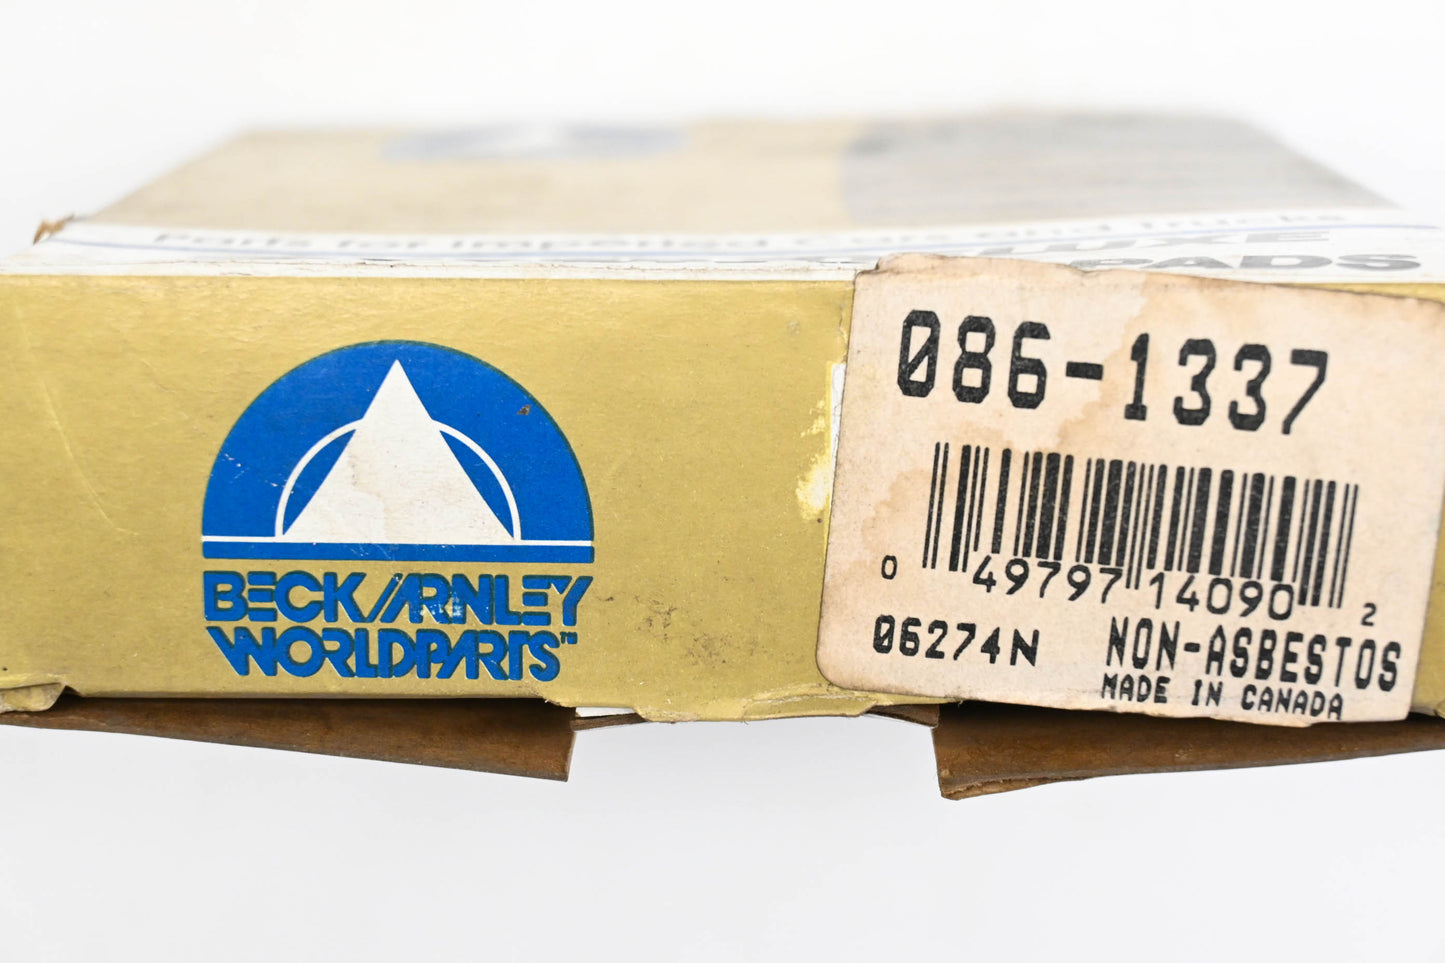 Parts for Imported Cars and Trucks
LUXE
PADS
BECK/ARNLEY
WORLDPARTS™
086-1337
0 49797 14090 2
06274N NON-ASBESTOS
MADE IN CANADA